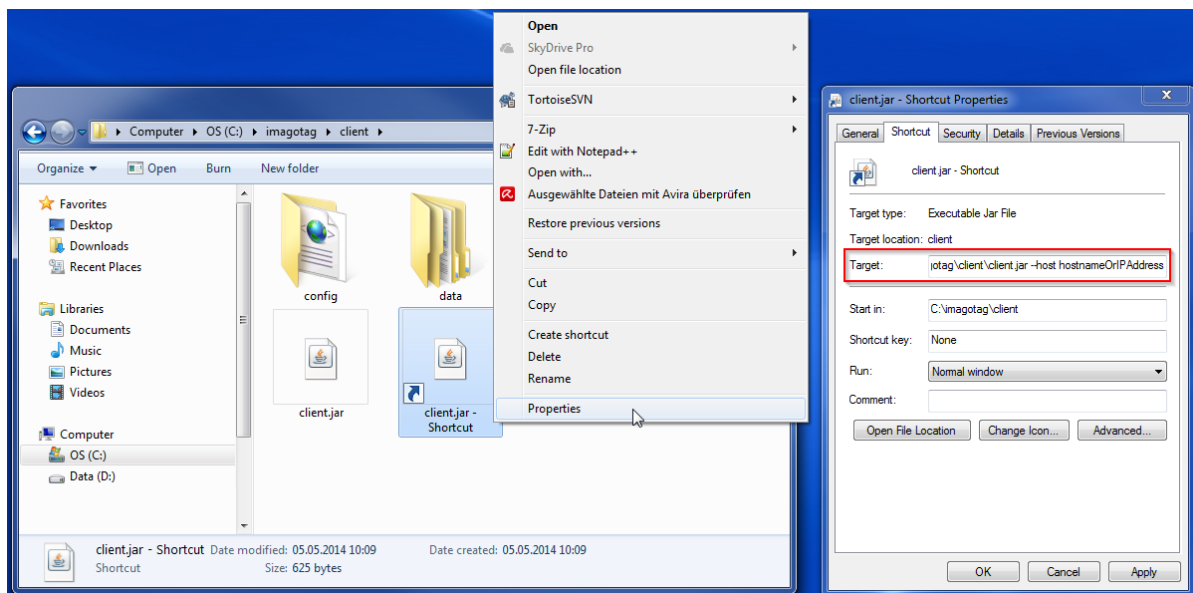 Computer ▸ OS (C:) ▸ imagotag ▸ client ▸
Organize Open Burn New folder
Favorites
Desktop
Downloads
Recent Places
Libraries
Documents
Music
Pictures
Videos
Computer
OS (C:)
Data (D:)
config
data
client.jar
client.jar -
Shortcut
client.jar - Shortcut Date modified: 05.05.2014 10:09 Date created: 05.05.2014 10:09
Shortcut Size: 625 bytes
Open
SkyDrive Pro
Open file location
TortoiseSVN
7-Zip
Edit with Notepad++
Open with...
Ausgewählte Dateien mit Avira überprüfen
Restore previous versions
Send to
Cut
Copy
Create shortcut
Delete
Rename
Properties
client.jar - Shortcut Properties
General Shortcut Security Details Previous Versions
client.jar - Shortcut
Target type: Executable Jar File
Target location: client
Target: otag\client\client.jar --host hostnameOrIPAddress
Start in: C:\imagotag\client
Shortcut key: None
Run: Normal window
Comment:
Open File Location Change Icon... Advanced...
OK Cancel Apply